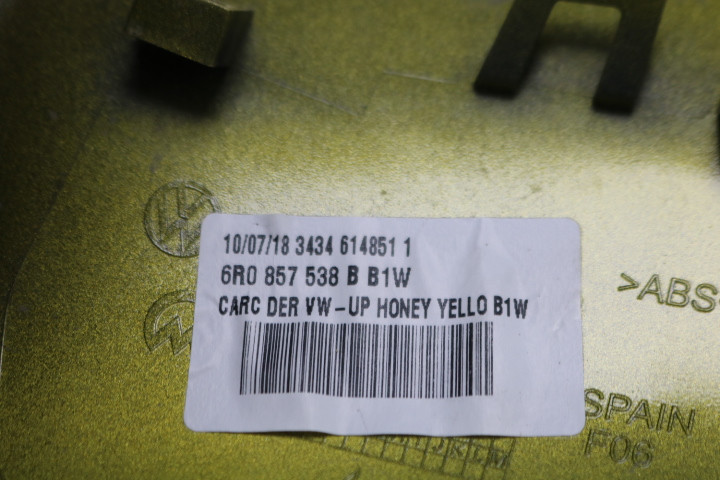 10/07/18 3434 614851 1
6R0 857 538 B B1W
CARC DER VW-UP HONEY YELLO B1W
>ABS
SPAIN
F06